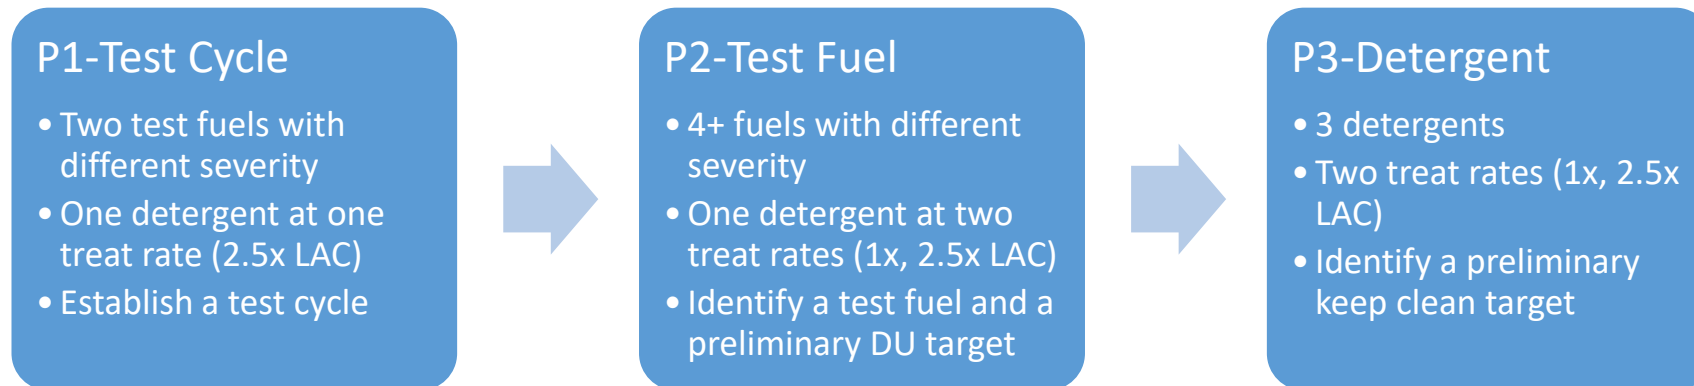 P1-Test Cycle
• Two test fuels with
different severity
• One detergent at one
treat rate (2.5x LAC)
• Establish a test cycle
P2-Test Fuel
• 4+ fuels with different
severity
• One detergent at two
treat rates (1x, 2.5x LAC)
• Identify a test fuel and a
preliminary DU target
P3-Detergent
• 3 detergents
• Two treat rates (1x, 2.5x
LAC)
• Identify a preliminary
keep clean target